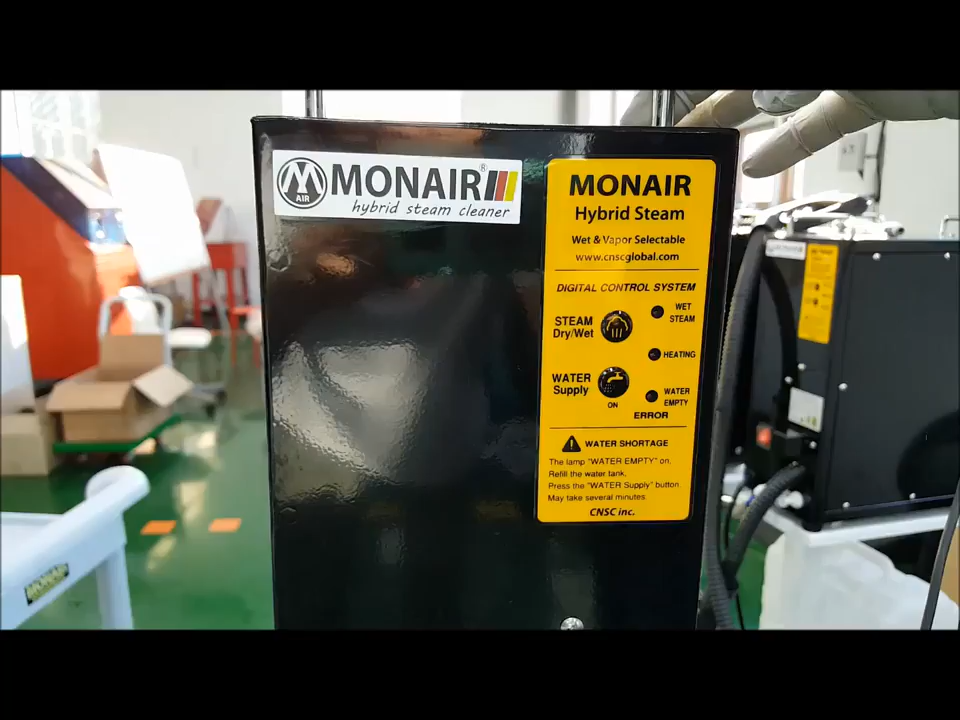 MONAIR®
AIR
hybrid steam cleaner
MONAIR
Hybrid Steam
Wet & Vapor Selectable
www.cnscglobal.com
DIGITAL CONTROL SYSTEM
STEAM
Dry/Wet
WET
STEAM
HEATING
WATER
Supply
ON
WATER
EMPTY
ERROR
WATER SHORTAGE
The lamp "WATER EMPTY" on.
Refill the water tank.
Press the "WATER Supply" button.
May take several minutes.
CNSC inc.
MONAIR